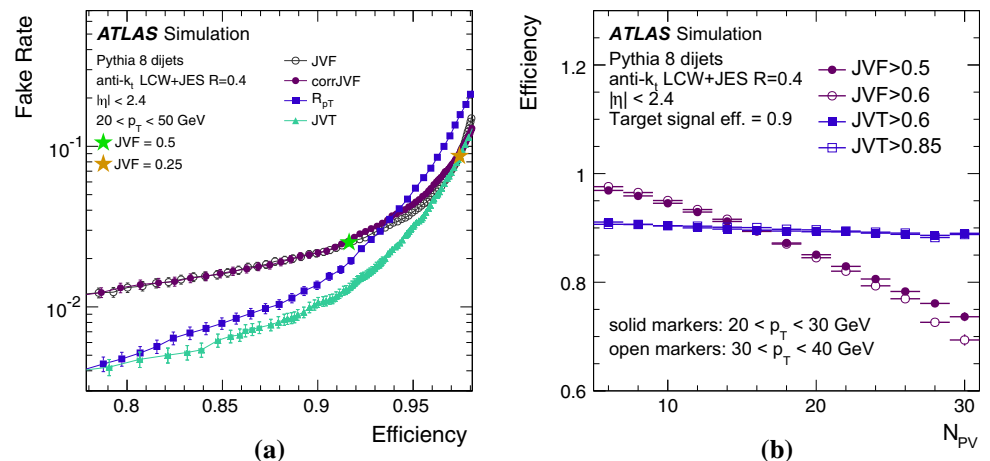 ATLAS Simulation
Pythia 8 dijets
anti-kt LCW+JES R=0.4
|η| < 2.4
20 < pT < 50 GeV
JVF = 0.5
JVF = 0.25
JVF
corrJVF
RpT
JVT
Fake Rate
10⁻¹
10⁻²
0.8 0.85 0.9 0.95
Efficiency
(a)
ATLAS Simulation
Pythia 8 dijets
anti-kt LCW+JES R=0.4
|η| < 2.4
Target signal eff. = 0.9
JVF>0.5
JVF>0.6
JVT>0.6
JVT>0.85
solid markers: 20 < pT < 30 GeV
open markers: 30 < pT < 40 GeV
Efficiency
1.2
1
0.8
0.6
10 20 30
NPV
(b)